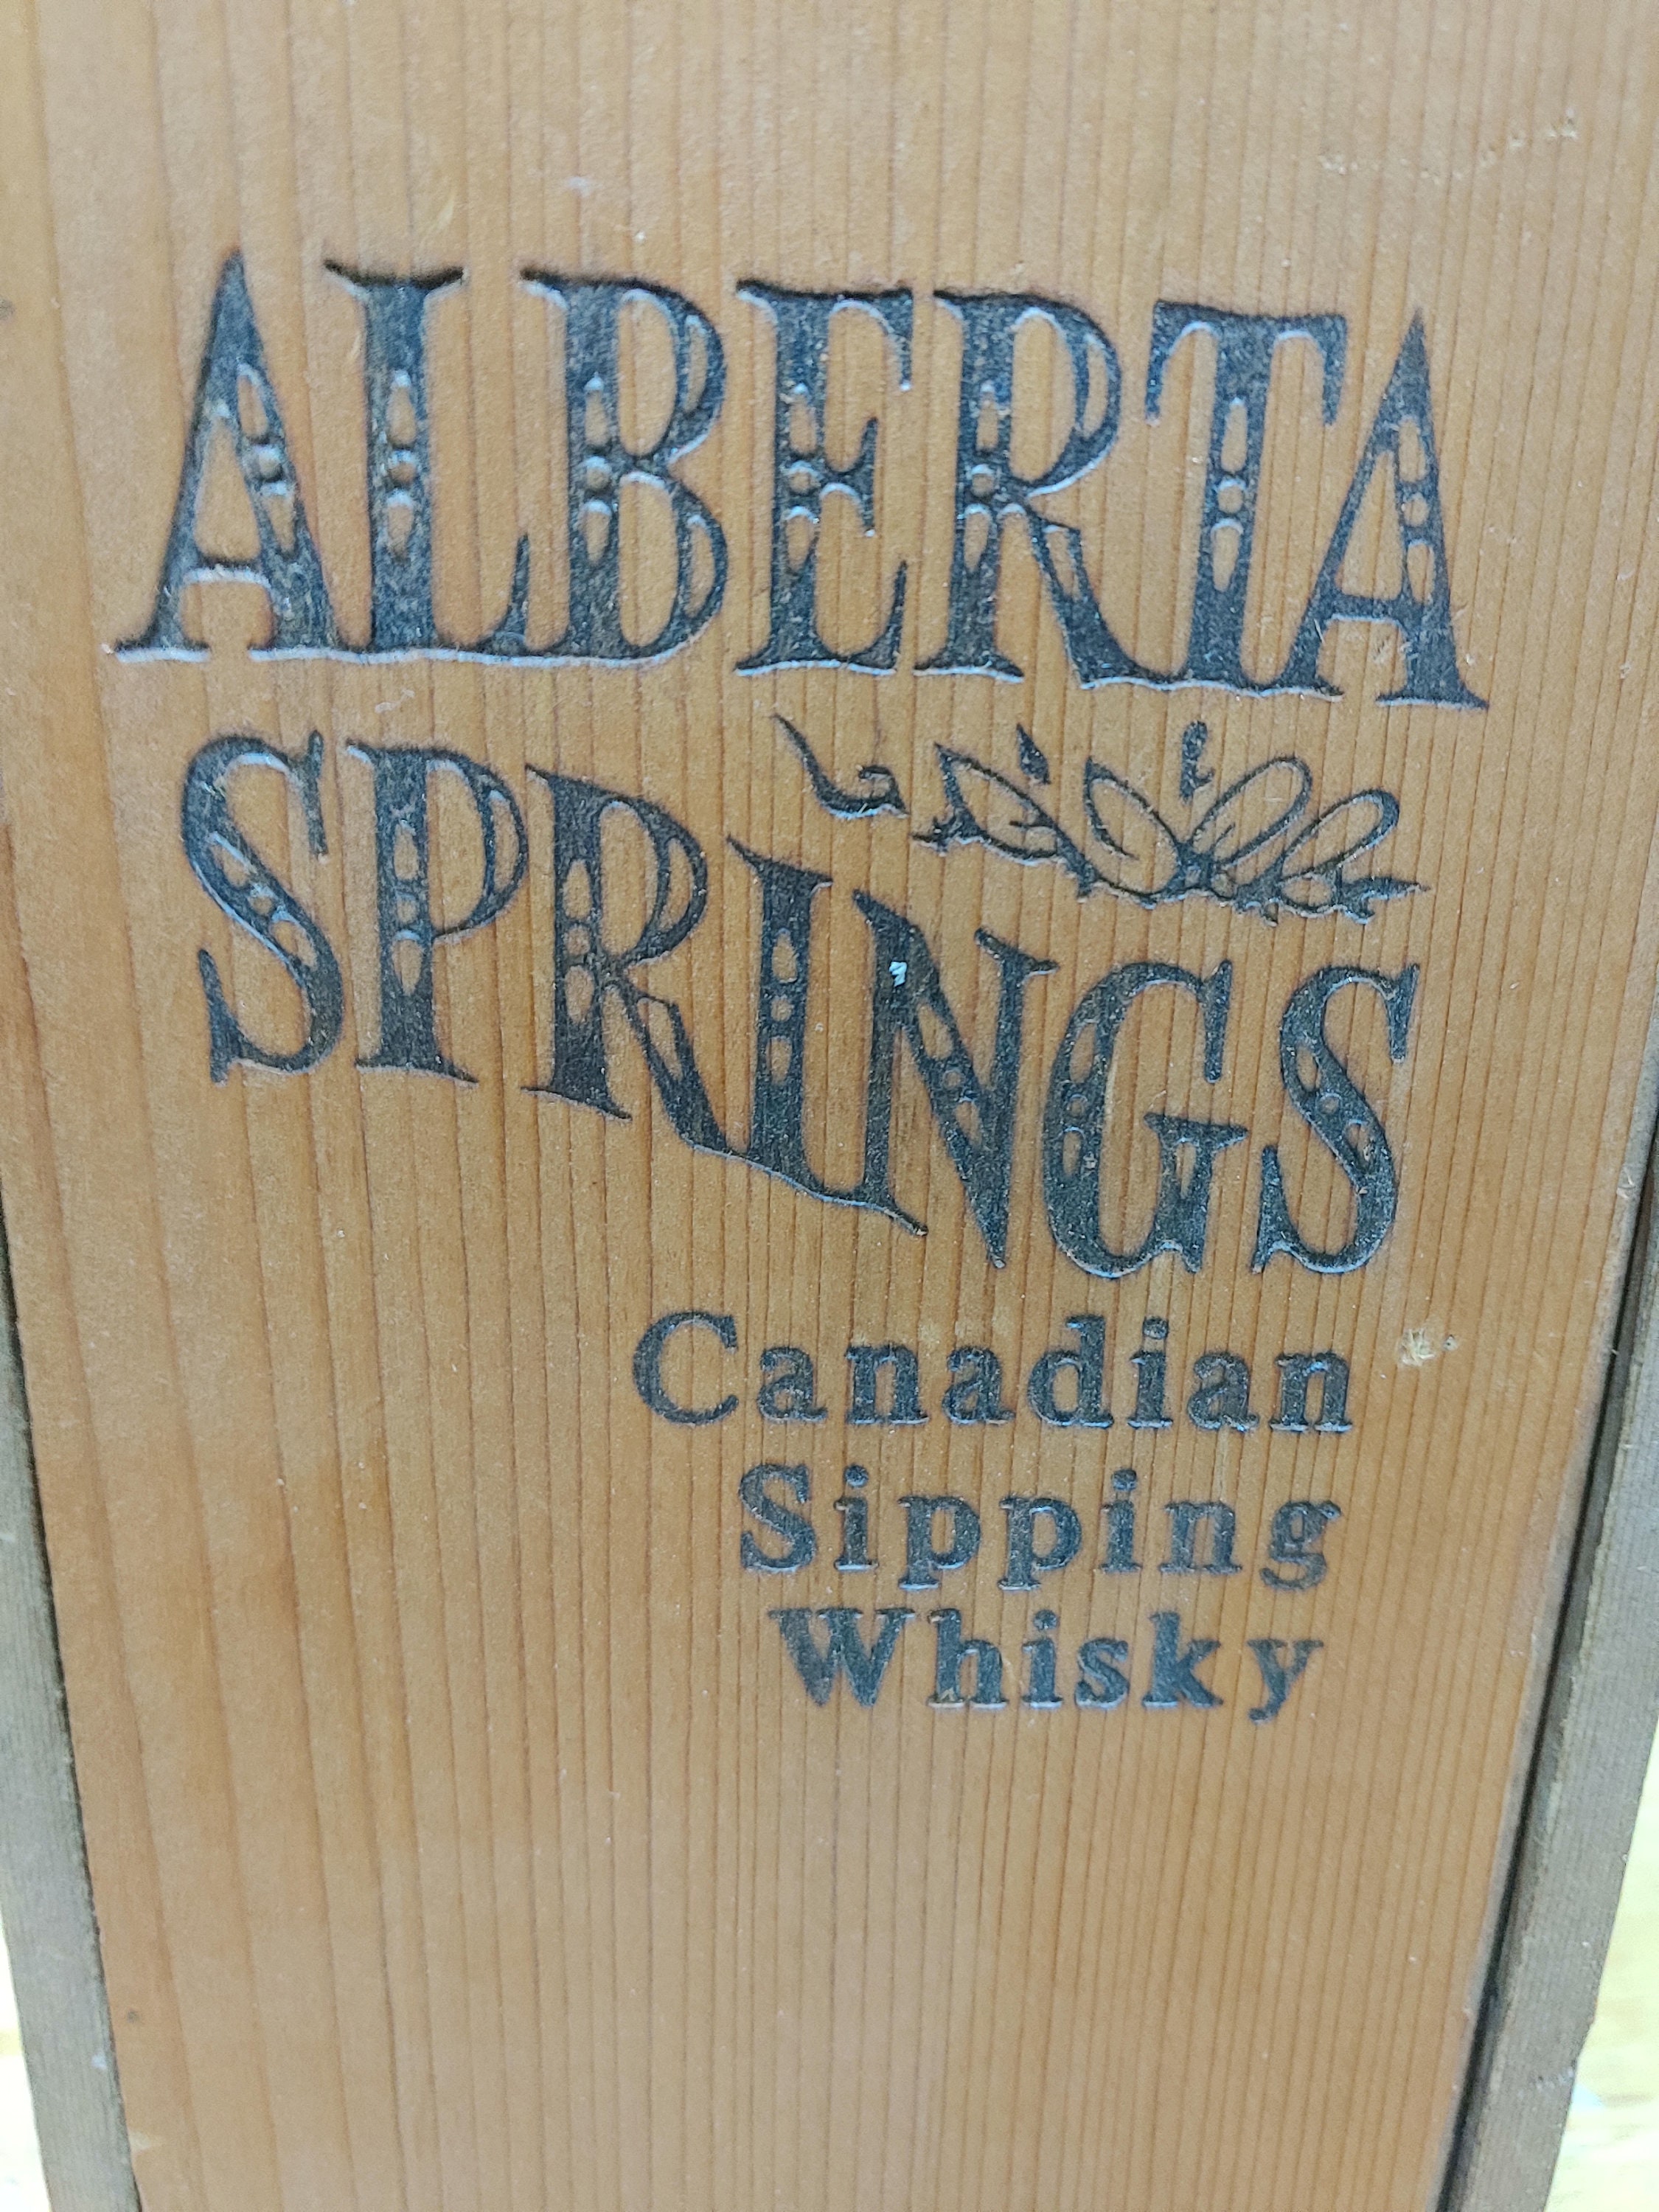 ALBERTA
SPRINGS
Canadian
Sipping
Whisky